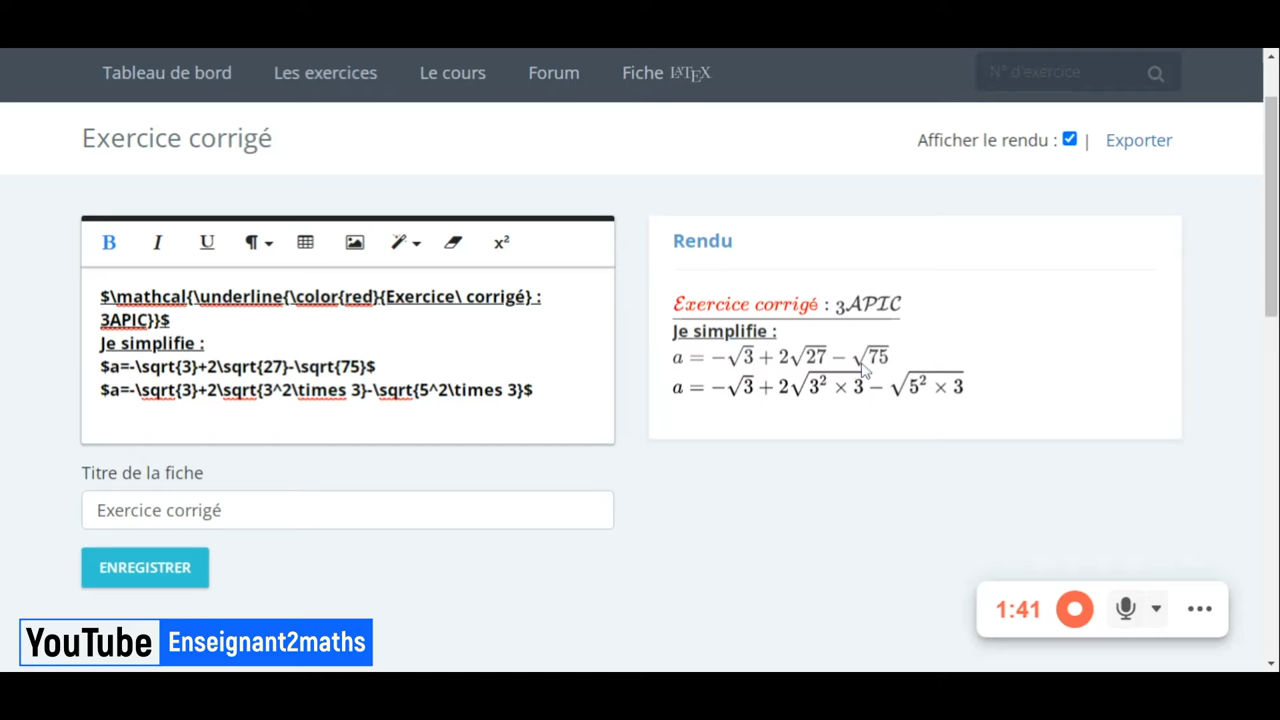 Tableau de bord Les exercices Le cours Forum Fiche LATEX N° d'exercice
Exercice corrigé Afficher le rendu : | Exporter
B I U ¶ x²
$\mathcal{\underline{\color{red}{Exercice\ corrigé} :
3APIC}}$
Je simplifie :
$a=-\sqrt{3}+2\sqrt{27}-\sqrt{75}$
$a=-\sqrt{3}+2\sqrt{3^2\times 3}-\sqrt{5^2\times 3}$
Rendu
Exercice corrigé : 3APIC
Je simplifie :
a = −√3 + 2√27 − √75
a = −√3 + 2√3² × 3 − √5² × 3
Titre de la fiche
Exercice corrigé
ENREGISTRER
1:41
YouTube Enseignant2maths